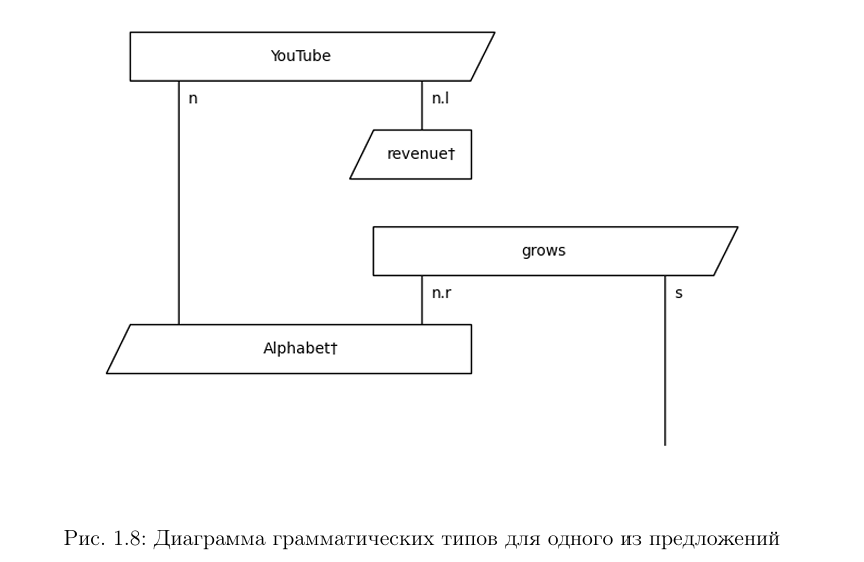 YouTube
n n.l
revenue†
grows
n.r s
Alphabet†
Рис. 1.8: Диаграмма грамматических типов для одного из предложений